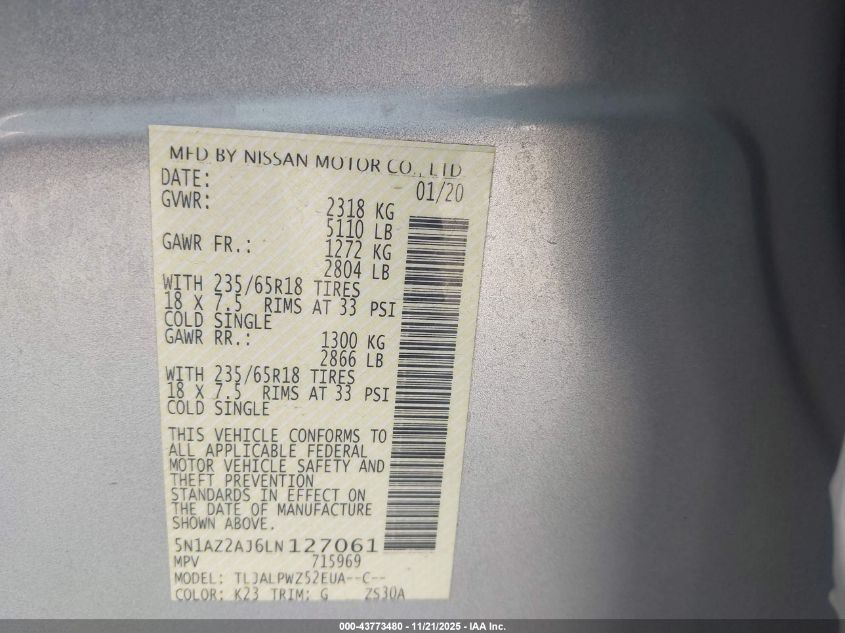 MFD BY NISSAN MOTOR CO., LTD
DATE: 01/20
GVWR: 2318 KG
5110 LB
GAWR FR.: 1272 KG
2804 LB
WITH 235/65R18 TIRES
18 X 7.5 RIMS AT 33 PSI
COLD SINGLE
GAWR RR.: 1300 KG
2866 LB
WITH 235/65R18 TIRES
18 X 7.5 RIMS AT 33 PSI
COLD SINGLE
THIS VEHICLE CONFORMS TO
ALL APPLICABLE FEDERAL
MOTOR VEHICLE SAFETY AND
THEFT PREVENTION
STANDARDS IN EFFECT ON
THE DATE OF MANUFACTURE
SHOWN ABOVE.
5N1AZ2AJ6LN127061
MPV 715969
MODEL: TLJALPWZ52EUA--C--
COLOR: K23 TRIM: G ZS30A
000-43773480 - 11/21/2025 - IAA Inc.